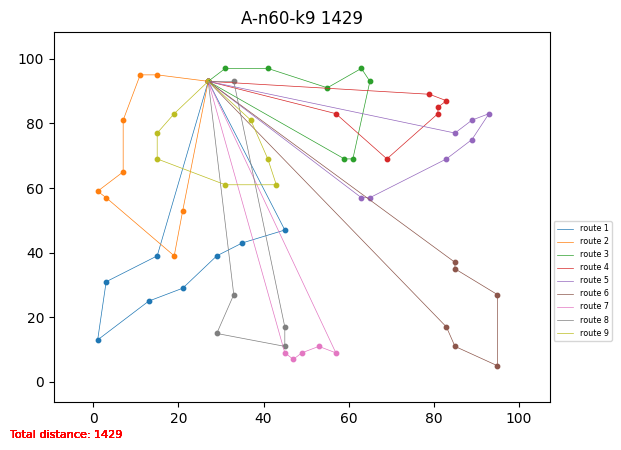 A-n60-k9 1429
100
80
60
40
20
0
0 20 40 60 80 100
route 1
route 2
route 3
route 4
route 5
route 6
route 7
route 8
route 9
Total distance: 1429